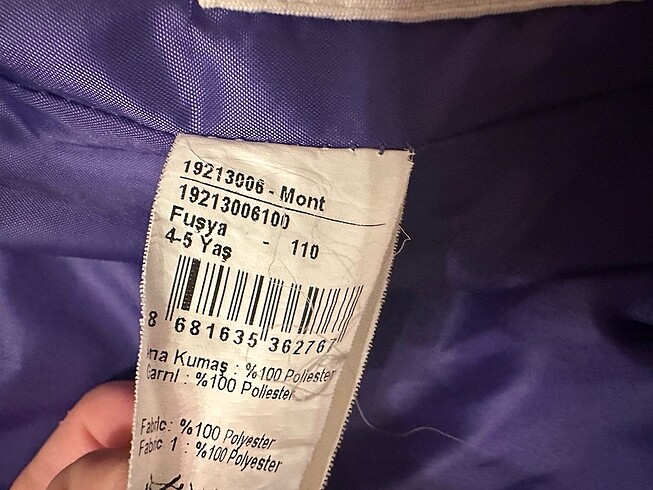 19213006 - Mont
19213006100
Fuşya
4-5 Yaş - 110
8 681635 362767
Kumaş : %100 Poliester
Garni : %100 Poliester
Fabric: %100 Polyester
Fabric 1 : %100 Polyester